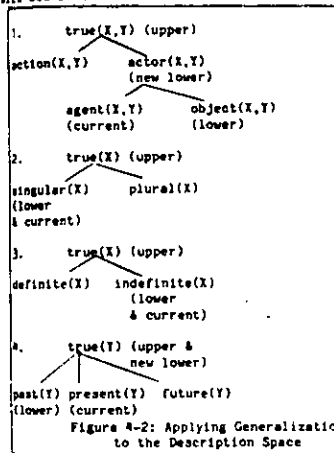 1. true(X,Y) (upper)
action(X,Y) actor(X,Y)
(new lower)
agent(X,Y) object(X,Y)
(current) (lower)
2. true(X) (upper)
singular(X) plural(X)
(lower
& current)
3. true(X) (upper)
definite(X) indefinite(X)
(lower
& current)
4. true(Y) (upper &
new lower)
past(Y) present(Y) future(Y)
(lower) (current)
Figure 4-2: Applying Generalizatio
to the Description Space